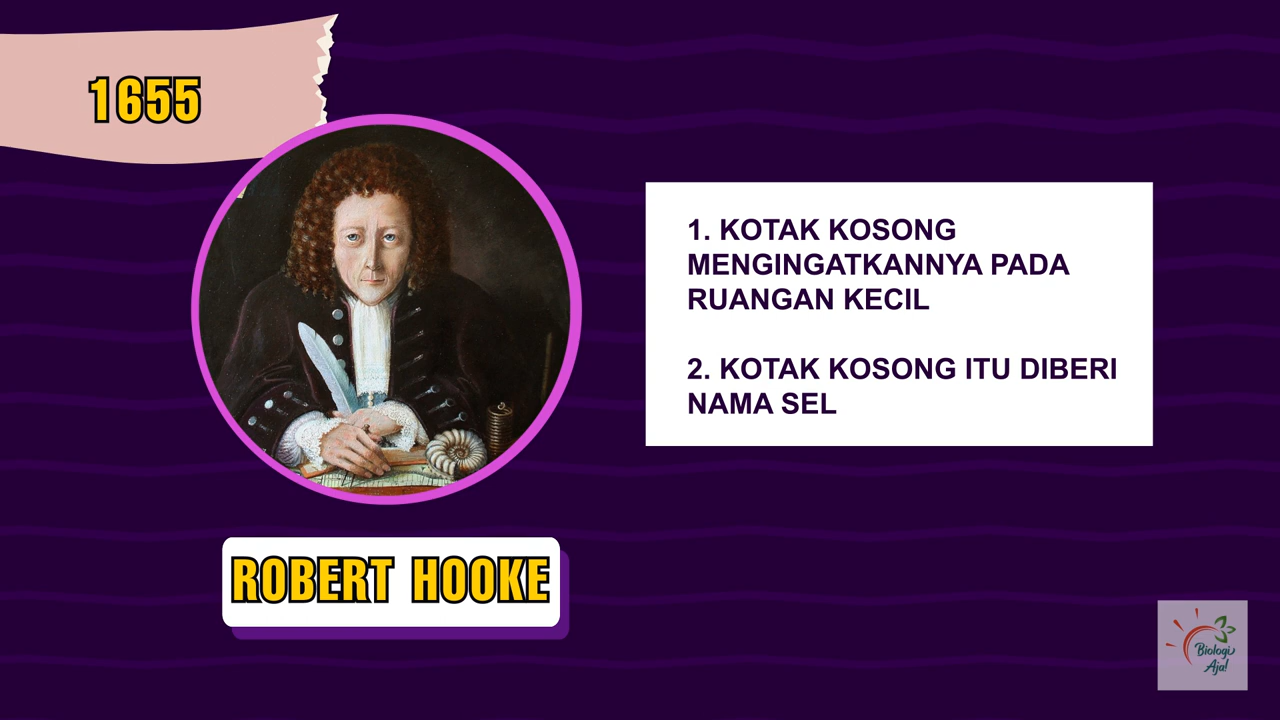 1655
1. KOTAK KOSONG
MENGINGATKANNYA PADA
RUANGAN KECIL
2. KOTAK KOSONG ITU DIBERI
NAMA SEL
ROBERT HOOKE
Biologi
Aja!